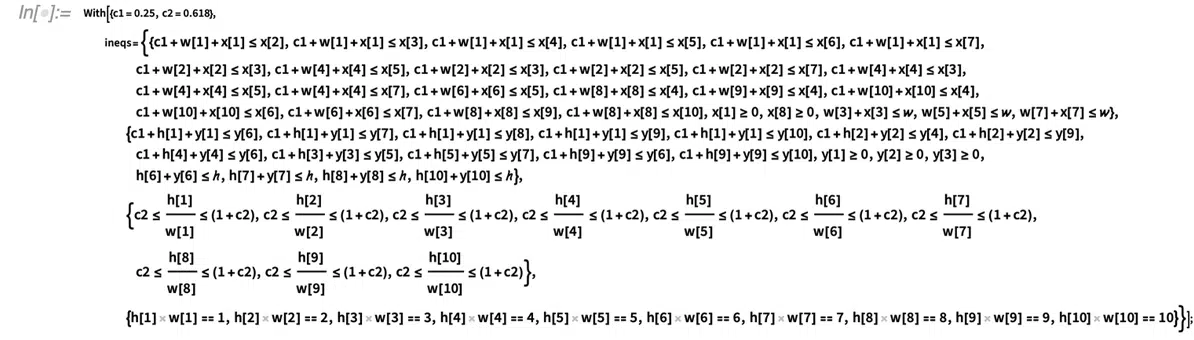 In[●]:= With[{c1 = 0.25, c2 = 0.618},
ineqs = {{c1 + w[1] + x[1] ≤ x[2], c1 + w[1] + x[1] ≤ x[3], c1 + w[1] + x[1] ≤ x[4], c1 + w[1] + x[1] ≤ x[5], c1 + w[1] + x[1] ≤ x[6], c1 + w[1] + x[1] ≤ x[7],
c1 + w[2] + x[2] ≤ x[3], c1 + w[4] + x[4] ≤ x[5], c1 + w[2] + x[2] ≤ x[3], c1 + w[2] + x[2] ≤ x[5], c1 + w[2] + x[2] ≤ x[7], c1 + w[4] + x[4] ≤ x[3],
c1 + w[4] + x[4] ≤ x[5], c1 + w[4] + x[4] ≤ x[7], c1 + w[6] + x[6] ≤ x[5], c1 + w[8] + x[8] ≤ x[4], c1 + w[9] + x[9] ≤ x[4], c1 + w[10] + x[10] ≤ x[4],
c1 + w[10] + x[10] ≤ x[6], c1 + w[6] + x[6] ≤ x[7], c1 + w[8] + x[8] ≤ x[9], c1 + w[8] + x[8] ≤ x[10], x[1] ≥ 0, x[8] ≥ 0, w[3] + x[3] ≤ w, w[5] + x[5] ≤ w, w[7] + x[7] ≤ w},
{c1 + h[1] + y[1] ≤ y[6], c1 + h[1] + y[1] ≤ y[7], c1 + h[1] + y[1] ≤ y[8], c1 + h[1] + y[1] ≤ y[9], c1 + h[1] + y[1] ≤ y[10], c1 + h[2] + y[2] ≤ y[4], c1 + h[2] + y[2] ≤ y[9],
c1 + h[4] + y[4] ≤ y[6], c1 + h[3] + y[3] ≤ y[5], c1 + h[5] + y[5] ≤ y[7], c1 + h[9] + y[9] ≤ y[6], c1 + h[9] + y[9] ≤ y[10], y[1] ≥ 0, y[2] ≥ 0, y[3] ≥ 0,
h[6] + y[6] ≤ h, h[7] + y[7] ≤ h, h[8] + y[8] ≤ h, h[10] + y[10] ≤ h},
{c2 ≤ h[1]/w[1] ≤ (1 + c2), c2 ≤ h[2]/w[2] ≤ (1 + c2), c2 ≤ h[3]/w[3] ≤ (1 + c2), c2 ≤ h[4]/w[4] ≤ (1 + c2), c2 ≤ h[5]/w[5] ≤ (1 + c2), c2 ≤ h[6]/w[6] ≤ (1 + c2), c2 ≤ h[7]/w[7] ≤ (1 + c2),
c2 ≤ h[8]/w[8] ≤ (1 + c2), c2 ≤ h[9]/w[9] ≤ (1 + c2), c2 ≤ h[10]/w[10] ≤ (1 + c2)},
{h[1] × w[1] == 1, h[2] × w[2] == 2, h[3] × w[3] == 3, h[4] × w[4] == 4, h[5] × w[5] == 5, h[6] × w[6] == 6, h[7] × w[7] == 7, h[8] × w[8] == 8, h[9] × w[9] == 9, h[10] × w[10] == 10}}];